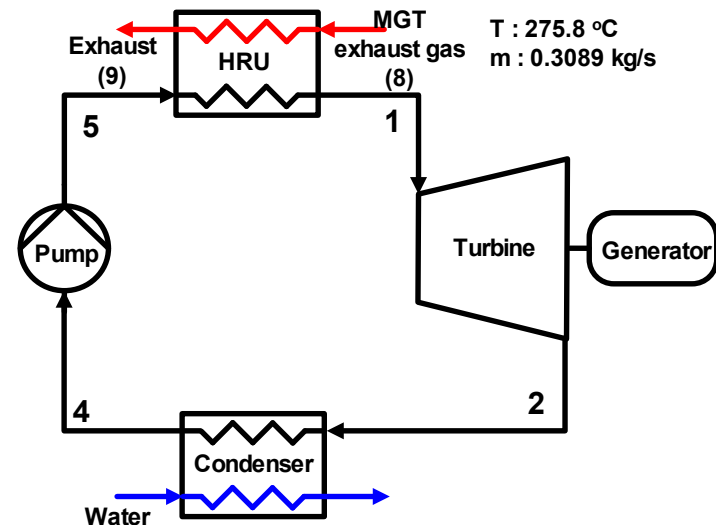 MGT
exhaust gas
(8)
T : 275.8 ºC
m : 0.3089 kg/s
Exhaust
(9)
HRU
5
1
Pump
Turbine
Generator
4
2
Condenser
Water